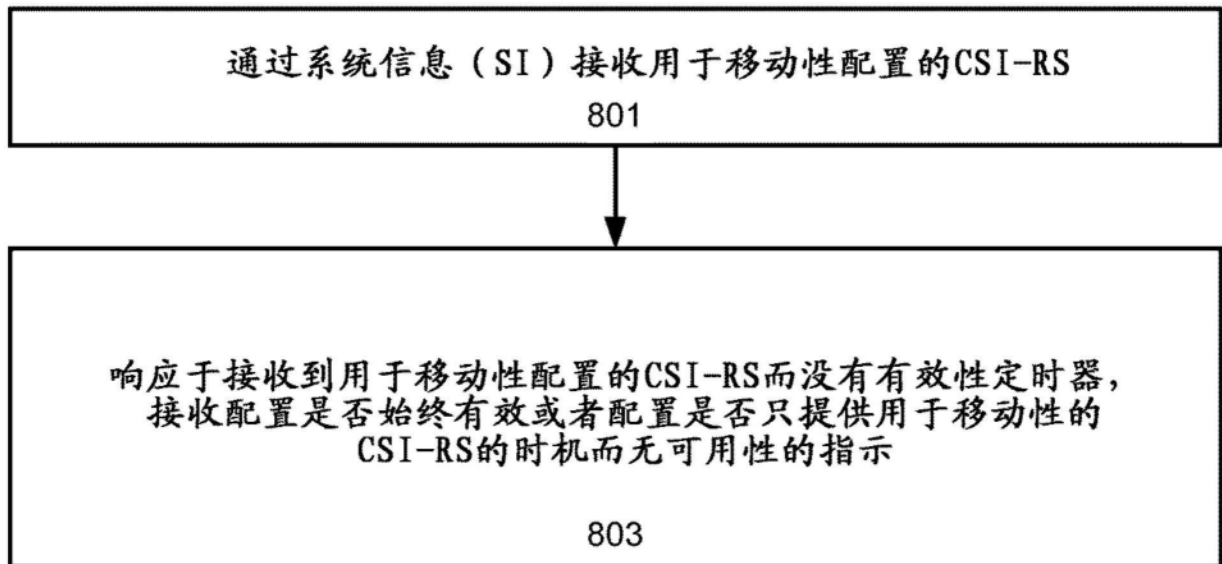 通过系统信息（SI）接收用于移动性配置的CSI-RS
801
响应于接收到用于移动性配置的CSI-RS而没有有效性定时器，
接收配置是否始终有效或者配置是否只提供用于移动性的
CSI-RS的时机而无可用性的指示
803